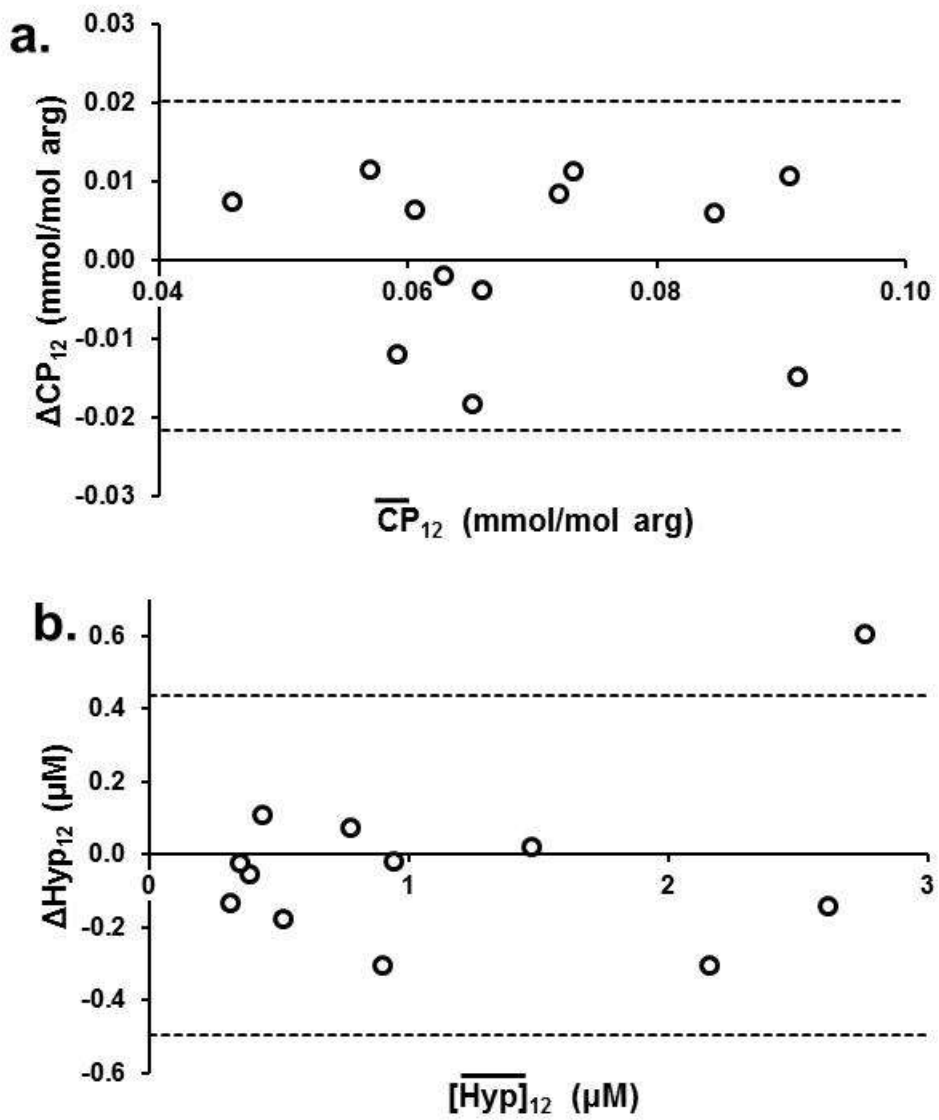 a.
ΔCP₁₂ (mmol/mol arg)
0.03
0.02
0.01
0.00
-0.01
-0.02
-0.03
0.04 0.06 0.08 0.10
C̅P̅₁₂ (mmol/mol arg)
b.
ΔHyp₁₂ (µM)
0.6
0.4
0.2
0.0
-0.2
-0.4
-0.6
0 1 2 3
[H̅y̅p̅]₁₂ (µM)